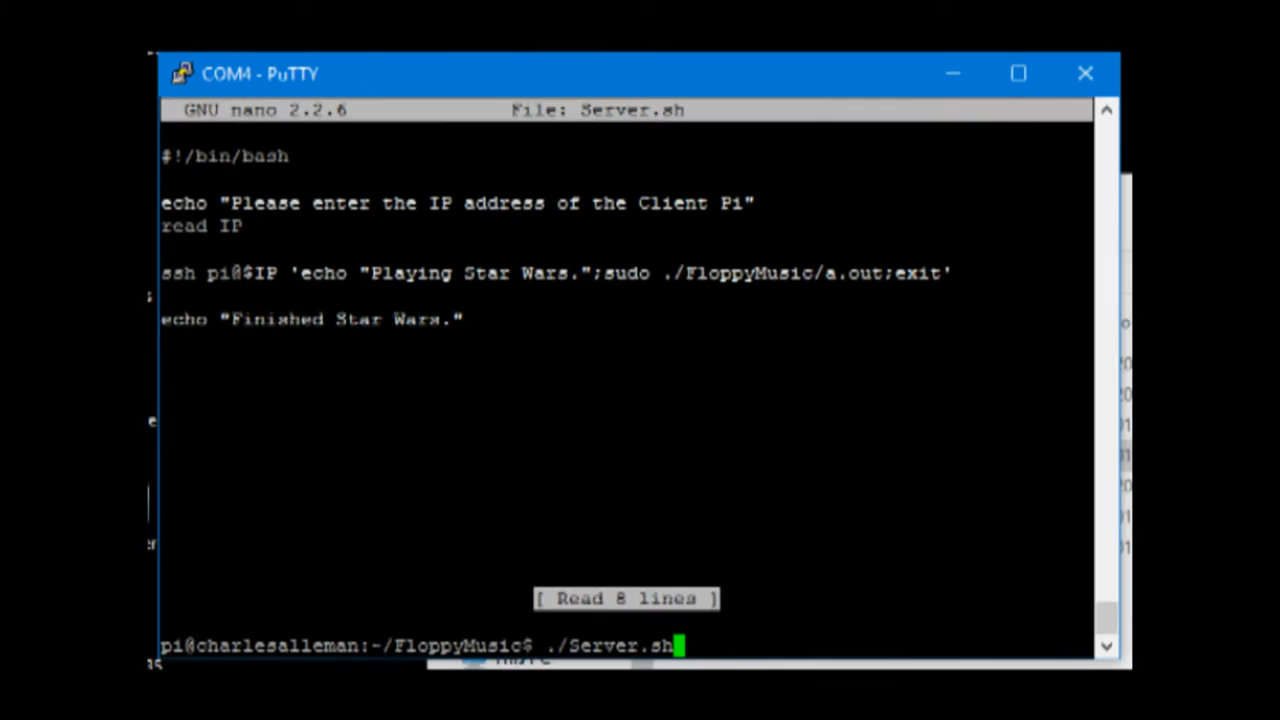 COM4 - PuTTY
GNU nano 2.2.6 File: Server.sh
#!/bin/bash
echo "Please enter the IP address of the Client Pi"
read IP
ssh pi@$IP 'echo "Playing Star Wars.";sudo ./FloppyMusic/a.out;exit'
echo "Finished Star Wars."
[ Read 8 lines ]
pi@charlesalleman:~/FloppyMusic$ ./Server.sh